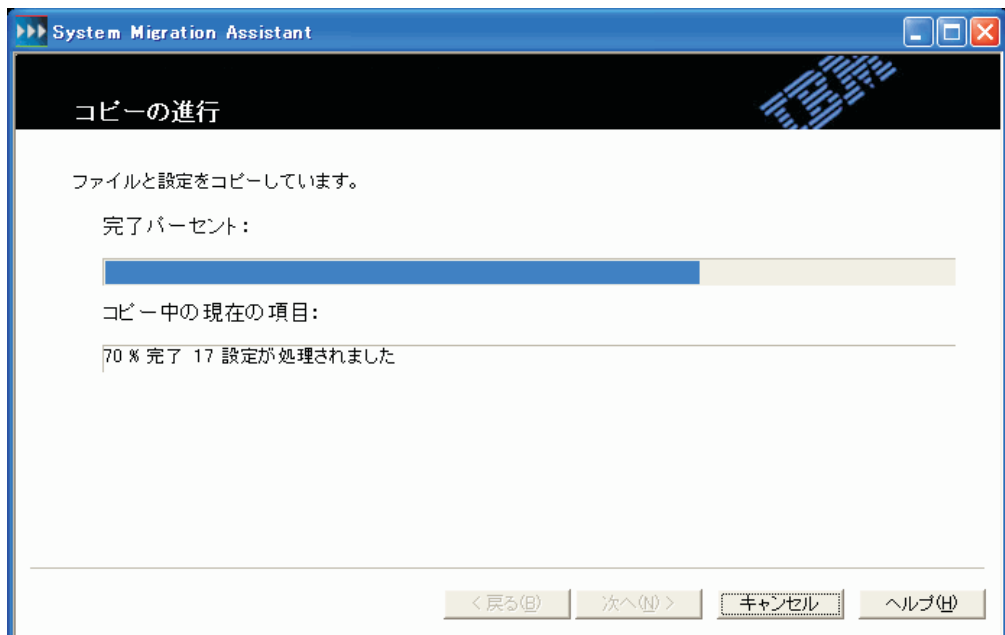 System Migration Assistant
IBM
コピーの進行
ファイルと設定をコピーしています。
完了パーセント:
コピー中の現在の項目:
70 % 完了 17 設定が処理されました
< 戻る(B)
次へ(N) >
キャンセル
ヘルプ(H)